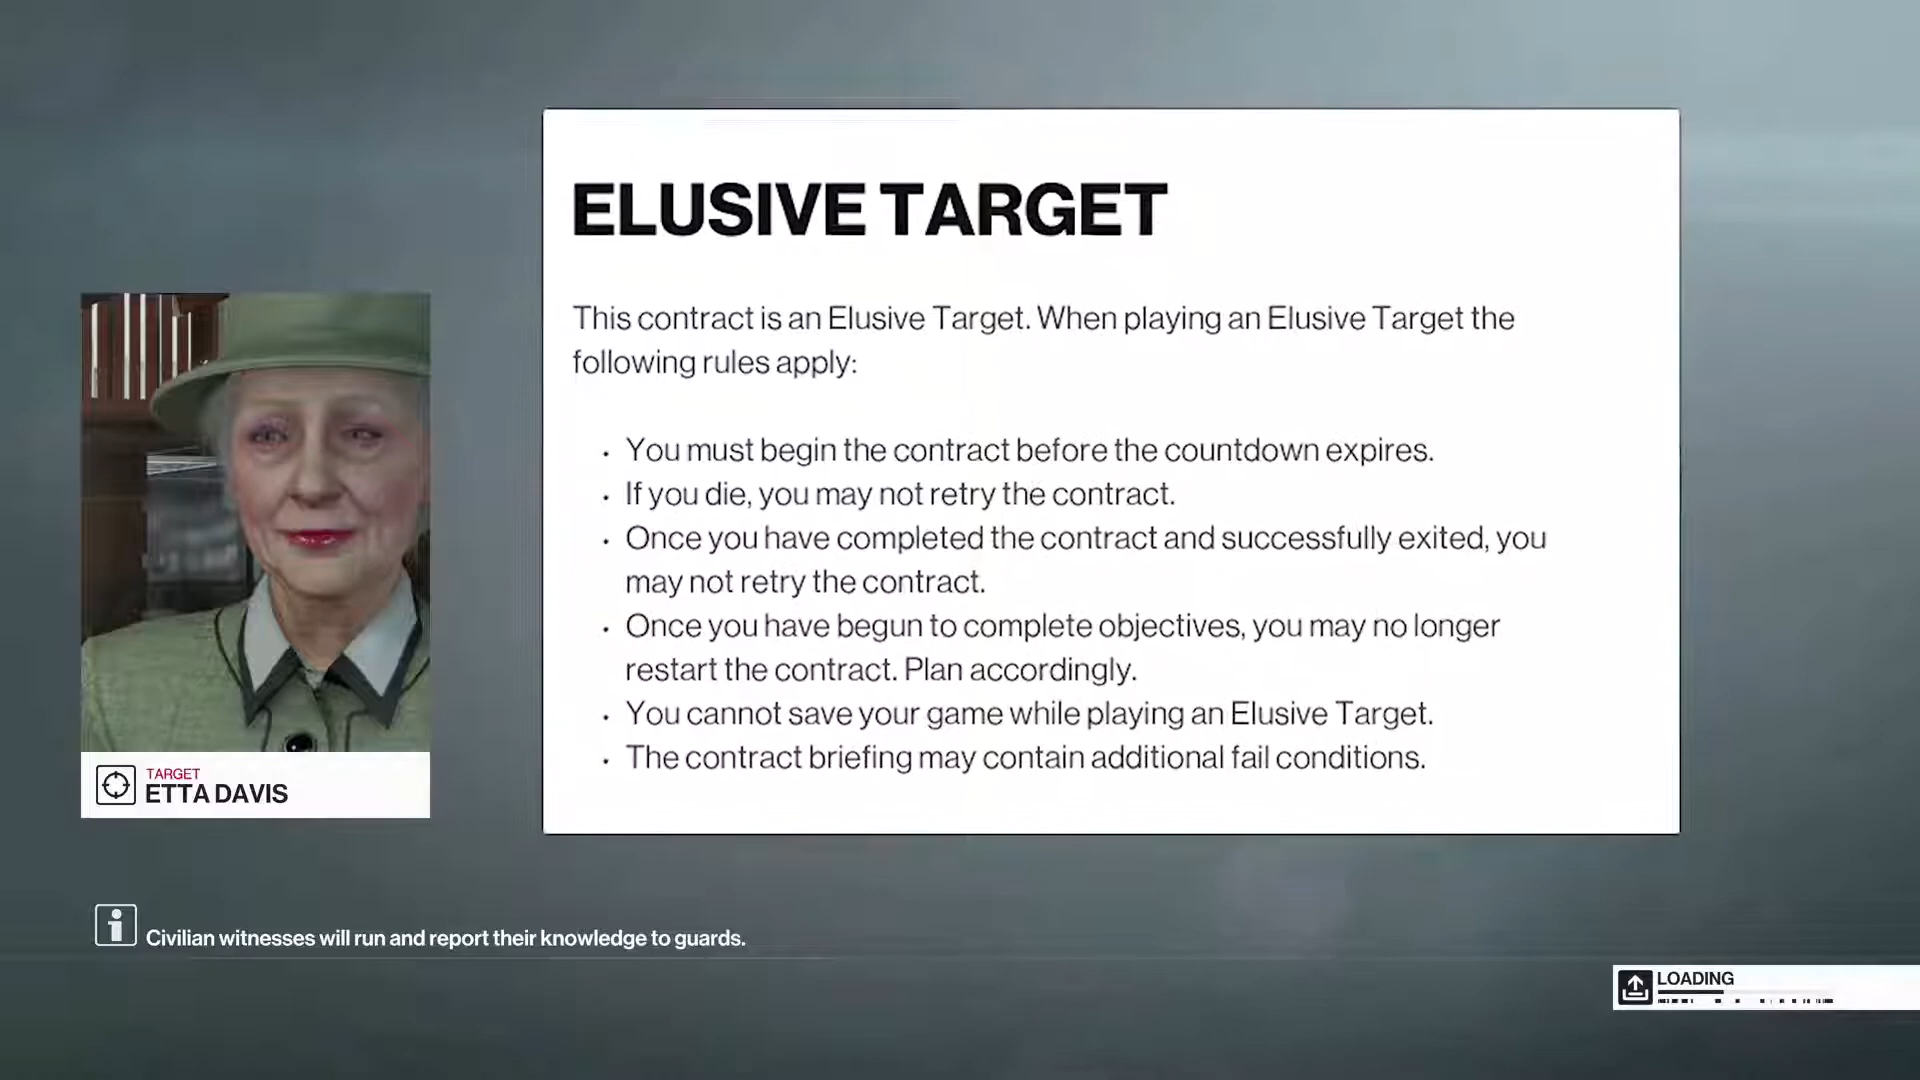 ELUSIVE TARGET
This contract is an Elusive Target. When playing an Elusive Target the
following rules apply:
• You must begin the contract before the countdown expires.
• If you die, you may not retry the contract.
• Once you have completed the contract and successfully exited, you
may not retry the contract.
• Once you have begun to complete objectives, you may no longer
restart the contract. Plan accordingly.
• You cannot save your game while playing an Elusive Target.
• The contract briefing may contain additional fail conditions.
TARGET
ETTA DAVIS
Civilian witnesses will run and report their knowledge to guards.
LOADING